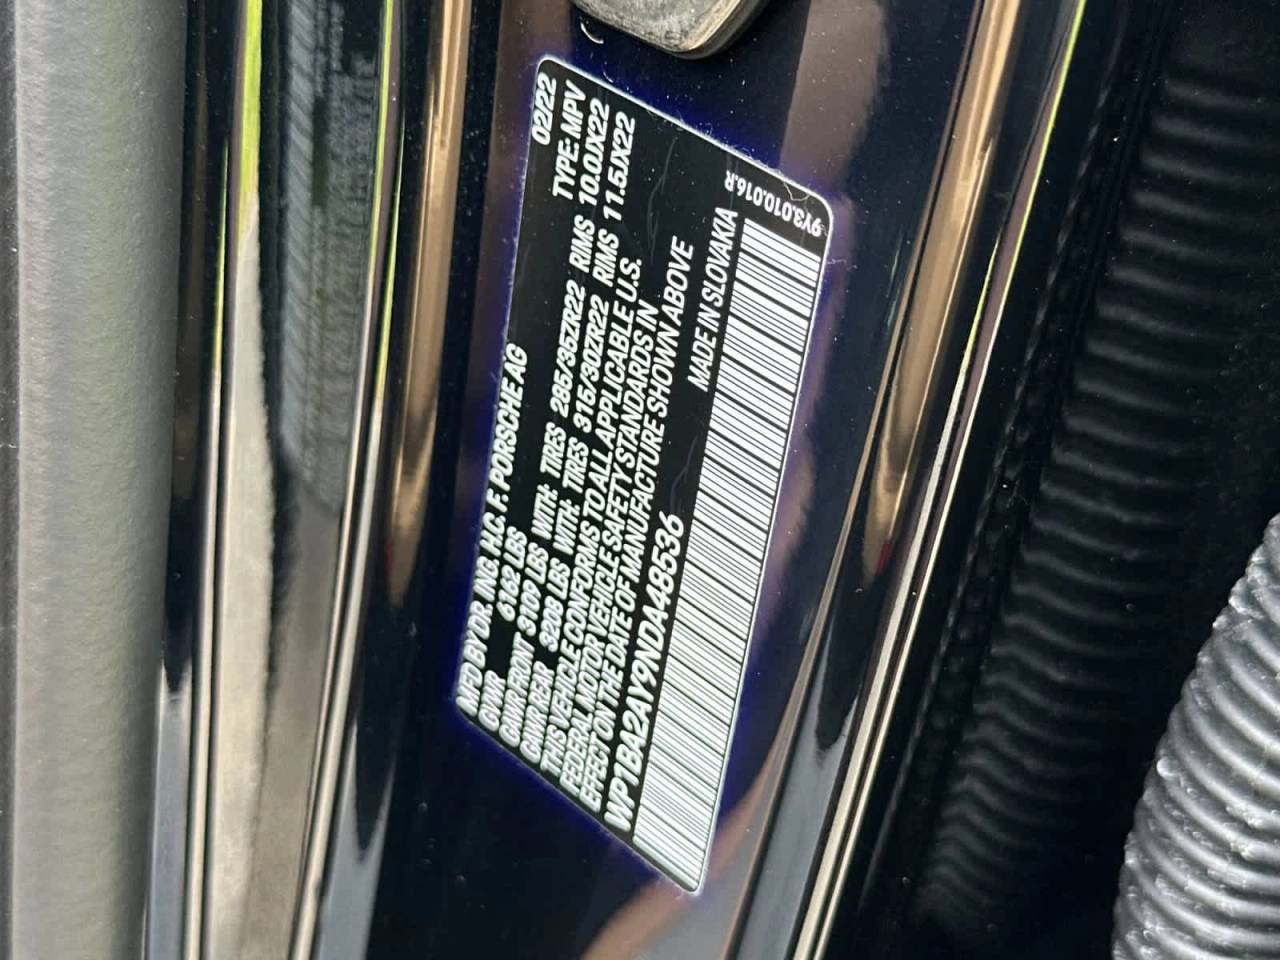 MFD BY DR. ING. H.C. F. PORSCHE AG 02/22
GVWR 6162 LBS TYPE: MPV
GAWR FRONT 3097 LBS WITH: TIRES 285/35ZR22 RIMS 10.0JX22
GAWR REAR 3208 LBS WITH: TIRES 315/30ZR22 RIMS 11.5JX22
THIS VEHICLE CONFORMS TO ALL APPLICABLE U.S.
FEDERAL MOTOR VEHICLE SAFETY STANDARDS IN
EFFECT ON THE DATE OF MANUFACTURE SHOWN ABOVE
WP1BA2AY9NDA48536 MADE IN SLOVAKIA
9Y3.010.016.R